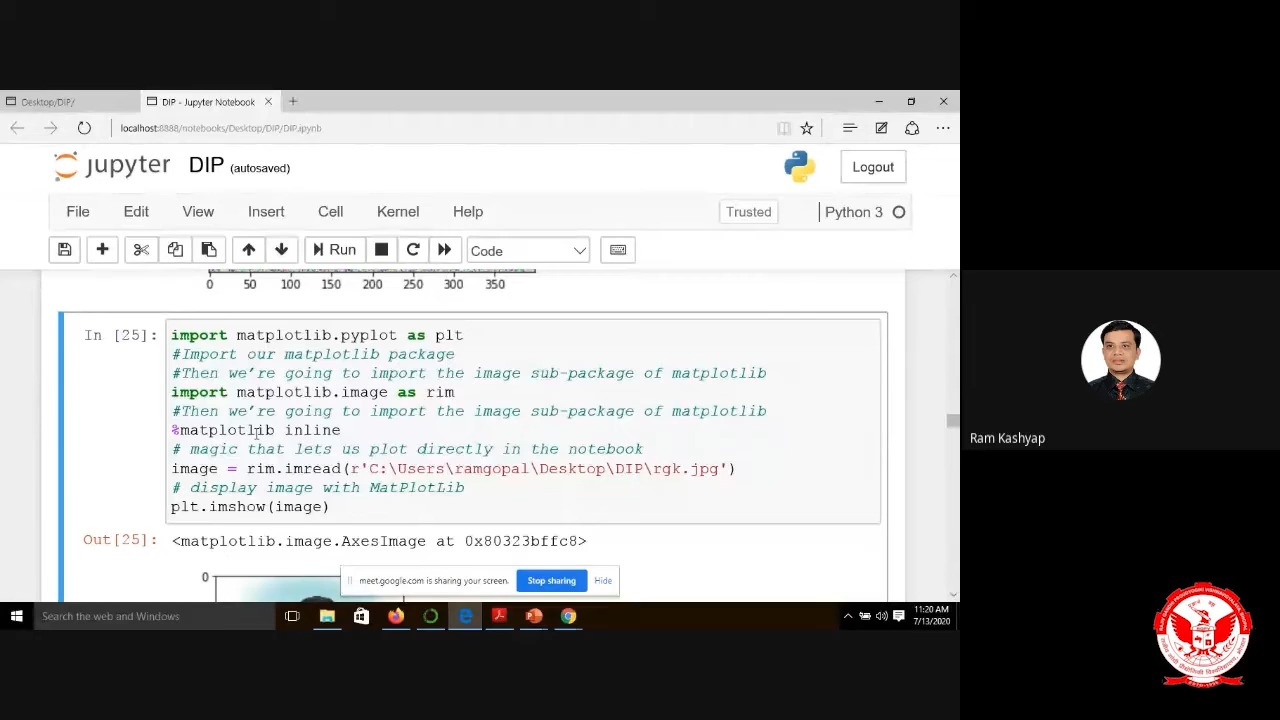 Desktop/DIP/
DIP - Jupyter Notebook
localhost:8888/notebooks/Desktop/DIP/DIP.ipynb
jupyter DIP (autosaved)
Logout
File Edit View Insert Cell Kernel Help
Trusted
Python 3
Run
Code
0 50 100 150 200 250 300 350
In [25]: import matplotlib.pyplot as plt
#Import our matplotlib package
#Then we’re going to import the image sub-package of matplotlib
import matplotlib.image as rim
#Then we’re going to import the image sub-package of matplotlib
%matplotlib inline
# magic that lets us plot directly in the notebook
image = rim.imread(r'C:\Users\ramgopal\Desktop\DIP\rgk.jpg')
# display image with MatPlotLib
plt.imshow(image)
Out[25]: <matplotlib.image.AxesImage at 0x80323bffc8>
0
meet.google.com is sharing your screen.
Stop sharing
Hide
Search the web and Windows
11:20 AM
7/13/2020
Ram Kashyap